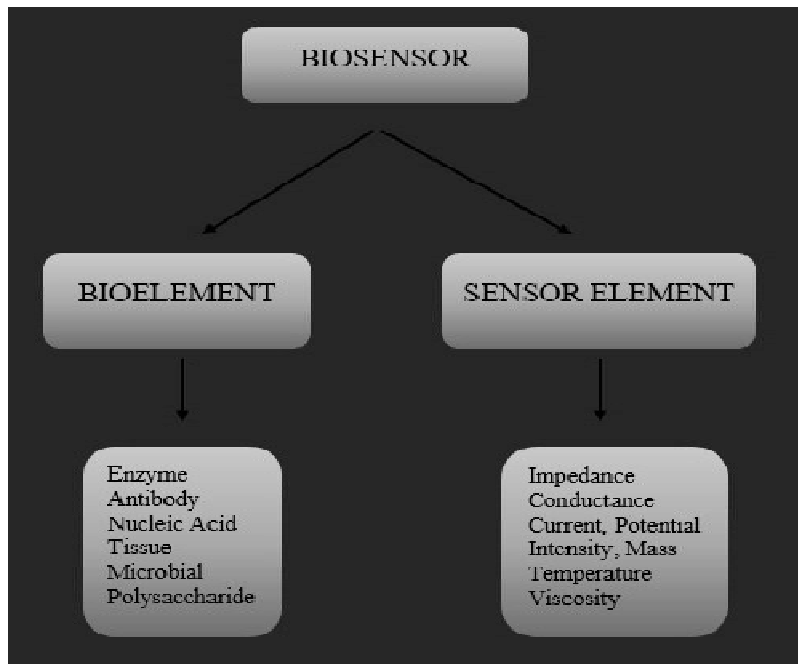 BIOSENSOR
BIOELEMENT
SENSOR ELEMENT
Enzyme
Antibody
Nucleic Acid
Tissue
Microbial
Polysaccharide
Impedance
Conductance
Current, Potential
Intensity, Mass
Temperature
Viscosity